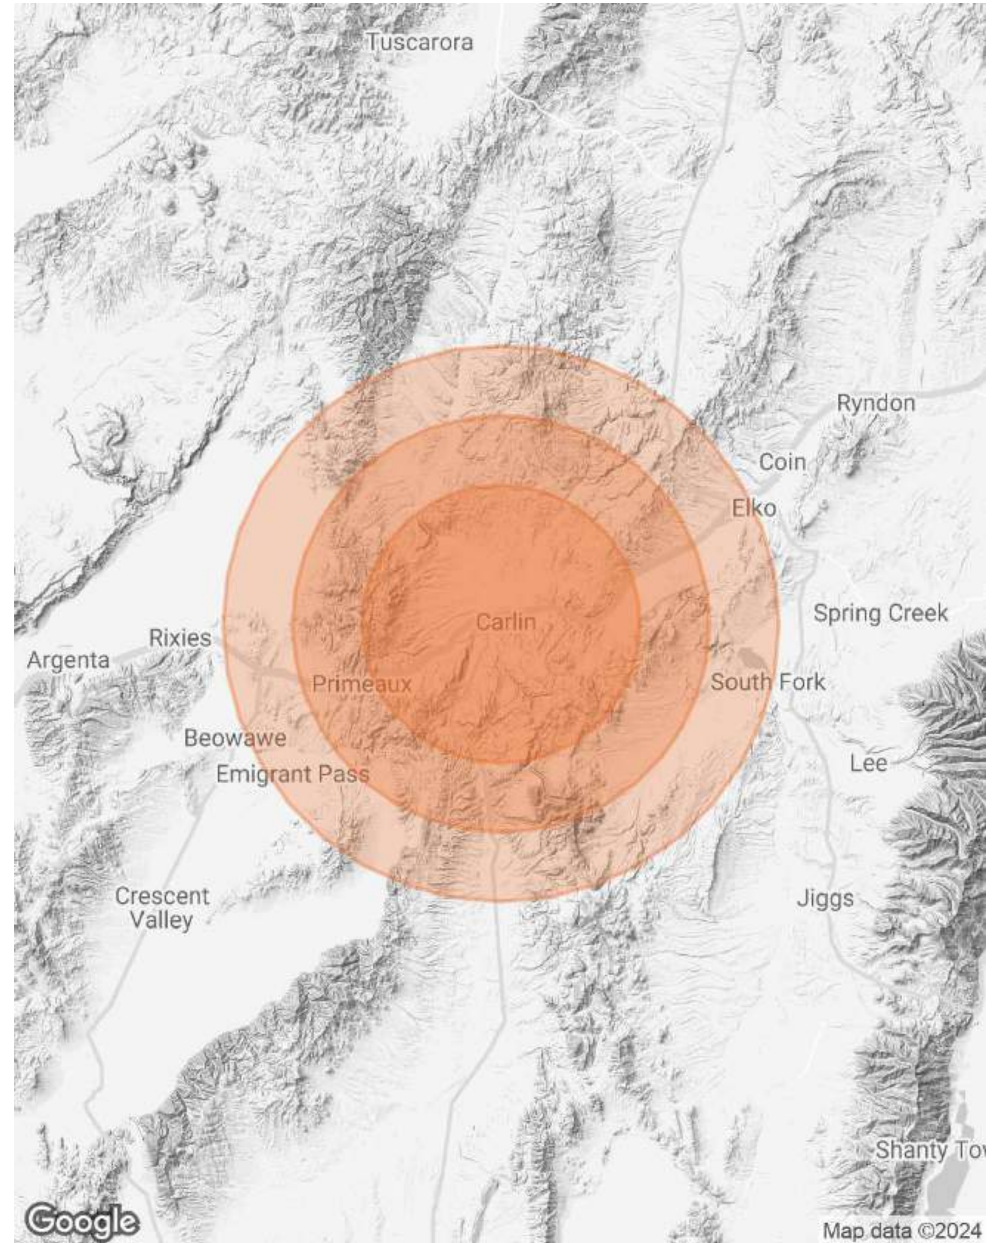 Tuscarora
Ryndon
Coin
Elko
Spring Creek
Carlin
Rixies
Argenta
Primeaux
South Fork
Beowawe
Emigrant Pass
Lee
Crescent
Valley
Jiggs
Shanty Tow
Google
Map data ©2024